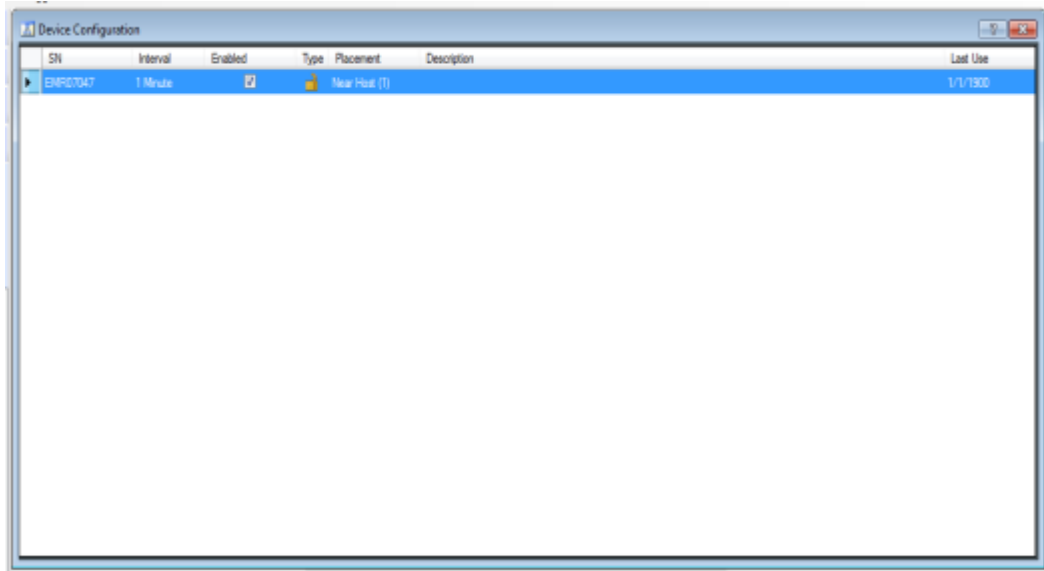 Device Configuration
SN Interval Enabled Type Placement Description Last Use
EMR07047 1 Minute Near Host (1) 1/1/1900